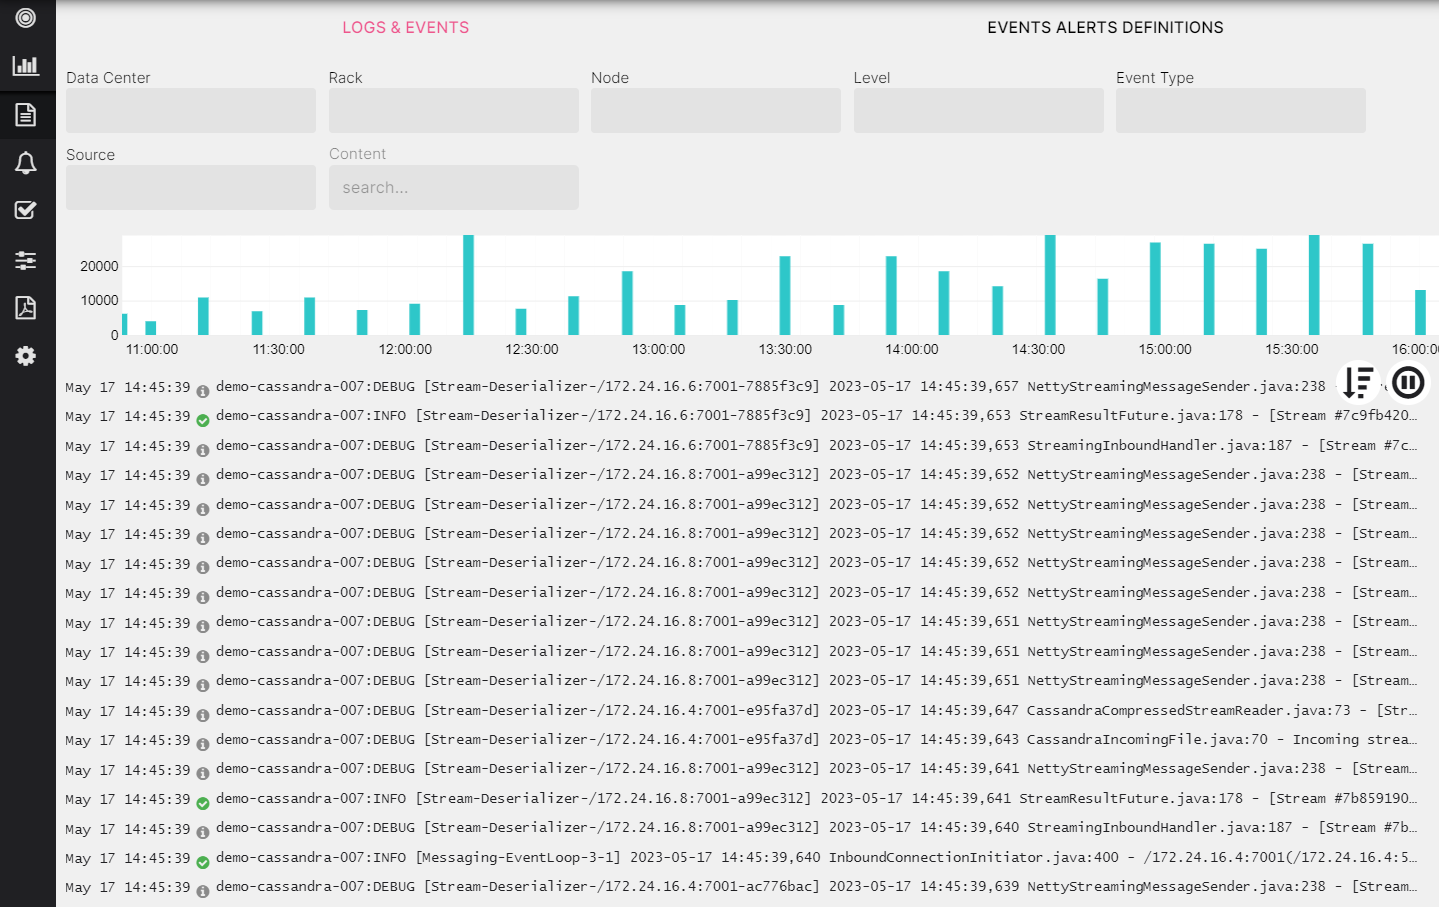 LOGS & EVENTS EVENTS ALERTS DEFINITIONS
Data Center Rack Node Level Event Type
Source Content
search...
20000
10000
0
11:00:00 11:30:00 12:00:00 12:30:00 13:00:00 13:30:00 14:00:00 14:30:00 15:00:00 15:30:00 16:00:0
May 17 14:45:39 demo-cassandra-007:DEBUG [Stream-Deserializer-/172.24.16.6:7001-7885f3c9] 2023-05-17 14:45:39,657 NettyStreamingMessageSender.java:238 -
May 17 14:45:39 demo-cassandra-007:INFO [Stream-Deserializer-/172.24.16.6:7001-7885f3c9] 2023-05-17 14:45:39,653 StreamResultFuture.java:178 - [Stream #7c9fb420…
May 17 14:45:39 demo-cassandra-007:DEBUG [Stream-Deserializer-/172.24.16.6:7001-7885f3c9] 2023-05-17 14:45:39,653 StreamingInboundHandler.java:187 - [Stream #7c…
May 17 14:45:39 demo-cassandra-007:DEBUG [Stream-Deserializer-/172.24.16.8:7001-a99ec312] 2023-05-17 14:45:39,652 NettyStreamingMessageSender.java:238 - [Stream…
May 17 14:45:39 demo-cassandra-007:DEBUG [Stream-Deserializer-/172.24.16.8:7001-a99ec312] 2023-05-17 14:45:39,652 NettyStreamingMessageSender.java:238 - [Stream…
May 17 14:45:39 demo-cassandra-007:DEBUG [Stream-Deserializer-/172.24.16.8:7001-a99ec312] 2023-05-17 14:45:39,652 NettyStreamingMessageSender.java:238 - [Stream…
May 17 14:45:39 demo-cassandra-007:DEBUG [Stream-Deserializer-/172.24.16.8:7001-a99ec312] 2023-05-17 14:45:39,652 NettyStreamingMessageSender.java:238 - [Stream…
May 17 14:45:39 demo-cassandra-007:DEBUG [Stream-Deserializer-/172.24.16.8:7001-a99ec312] 2023-05-17 14:45:39,652 NettyStreamingMessageSender.java:238 - [Stream…
May 17 14:45:39 demo-cassandra-007:DEBUG [Stream-Deserializer-/172.24.16.8:7001-a99ec312] 2023-05-17 14:45:39,651 NettyStreamingMessageSender.java:238 - [Stream…
May 17 14:45:39 demo-cassandra-007:DEBUG [Stream-Deserializer-/172.24.16.8:7001-a99ec312] 2023-05-17 14:45:39,651 NettyStreamingMessageSender.java:238 - [Stream…
May 17 14:45:39 demo-cassandra-007:DEBUG [Stream-Deserializer-/172.24.16.8:7001-a99ec312] 2023-05-17 14:45:39,651 NettyStreamingMessageSender.java:238 - [Stream…
May 17 14:45:39 demo-cassandra-007:DEBUG [Stream-Deserializer-/172.24.16.4:7001-e95fa37d] 2023-05-17 14:45:39,647 CassandraCompressedStreamReader.java:73 - [Str…
May 17 14:45:39 demo-cassandra-007:DEBUG [Stream-Deserializer-/172.24.16.4:7001-e95fa37d] 2023-05-17 14:45:39,643 CassandraIncomingFile.java:70 - Incoming strea…
May 17 14:45:39 demo-cassandra-007:DEBUG [Stream-Deserializer-/172.24.16.8:7001-a99ec312] 2023-05-17 14:45:39,641 NettyStreamingMessageSender.java:238 - [Stream…
May 17 14:45:39 demo-cassandra-007:INFO [Stream-Deserializer-/172.24.16.8:7001-a99ec312] 2023-05-17 14:45:39,641 StreamResultFuture.java:178 - [Stream #7b859190…
May 17 14:45:39 demo-cassandra-007:DEBUG [Stream-Deserializer-/172.24.16.8:7001-a99ec312] 2023-05-17 14:45:39,640 StreamingInboundHandler.java:187 - [Stream #7b…
May 17 14:45:39 demo-cassandra-007:INFO [Messaging-EventLoop-3-1] 2023-05-17 14:45:39,640 InboundConnectionInitiator.java:400 - /172.24.16.4:7001(/172.24.16.4:5…
May 17 14:45:39 demo-cassandra-007:DEBUG [Stream-Deserializer-/172.24.16.4:7001-ac776bac] 2023-05-17 14:45:39,639 NettyStreamingMessageSender.java:238 - [Stream…